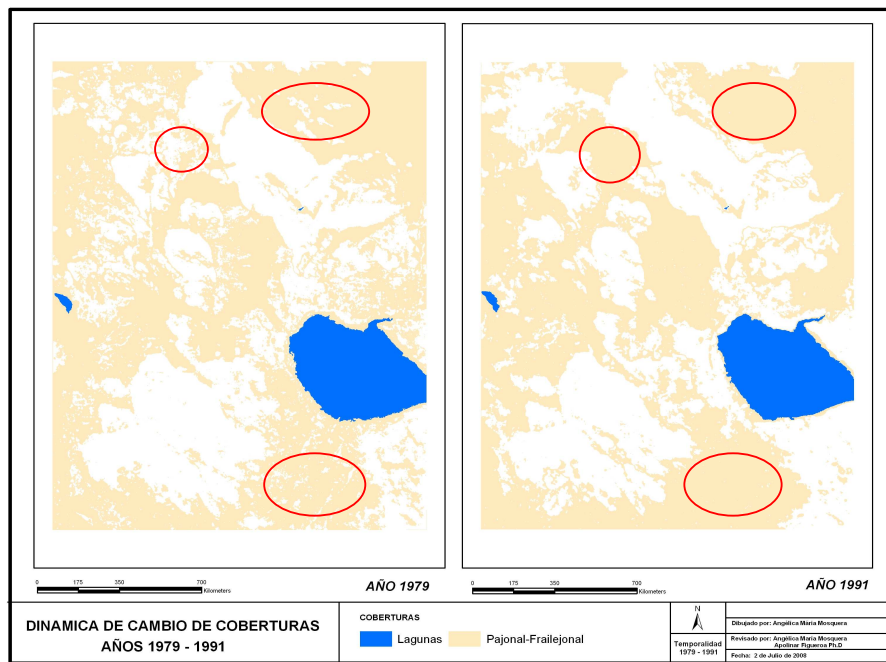 0 175 350 700
Kilometers
AÑO 1979
0 175 350 700
Kilometers
AÑO 1991
DINAMICA DE CAMBIO DE COBERTURAS
AÑOS 1979 - 1991
COBERTURAS
Lagunas
Pajonal-Frailejonal
N
Temporalidad
1979 - 1991
Dibujado por: Angélica Maria Mosquera
Revisado por: Angélica Maria Mosquera
Apolinar Figueroa Ph.D
Fecha: 2 de Julio de 2008